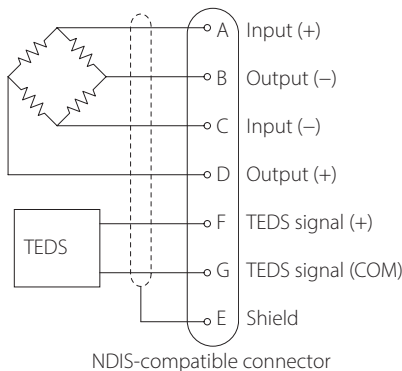 A Input (+)
B Output (−)
C Input (−)
D Output (+)
F TEDS signal (+)
TEDS
G TEDS signal (COM)
E Shield
NDIS-compatible connector